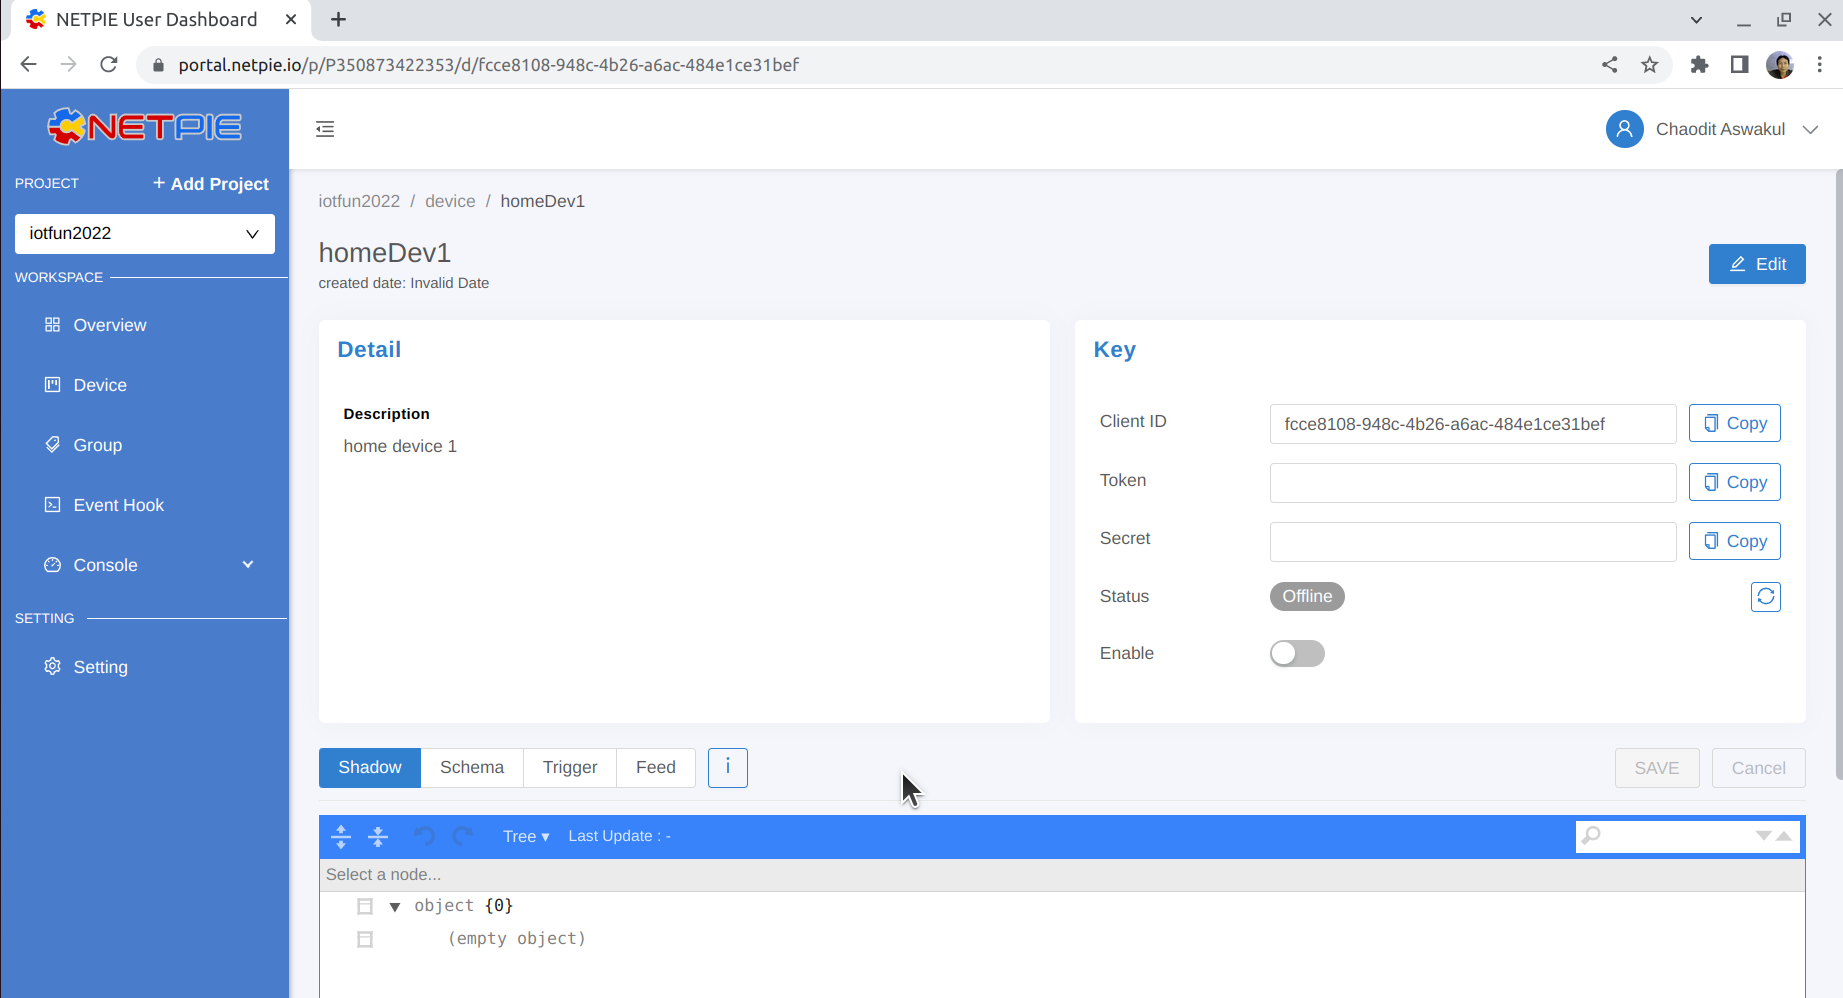 NETPIE User Dashboard
portal.netpie.io/p/P350873422353/d/fcce8108-948c-4b26-a6ac-484e1ce31bef
NETPIE
Chaodit Aswakul
PROJECT
+ Add Project
iotfun2022
WORKSPACE
Overview
Device
Group
Event Hook
Console
SETTING
Setting
iotfun2022 / device / homeDev1
homeDev1
created date: Invalid Date
Edit
Detail
Description
home device 1
Key
Client ID
fcce8108-948c-4b26-a6ac-484e1ce31bef
Copy
Token
Copy
Secret
Copy
Status
Offline
Enable
Shadow
Schema
Trigger
Feed
i
SAVE
Cancel
Tree ▾
Last Update : -
Select a node...
object {0}
(empty object)